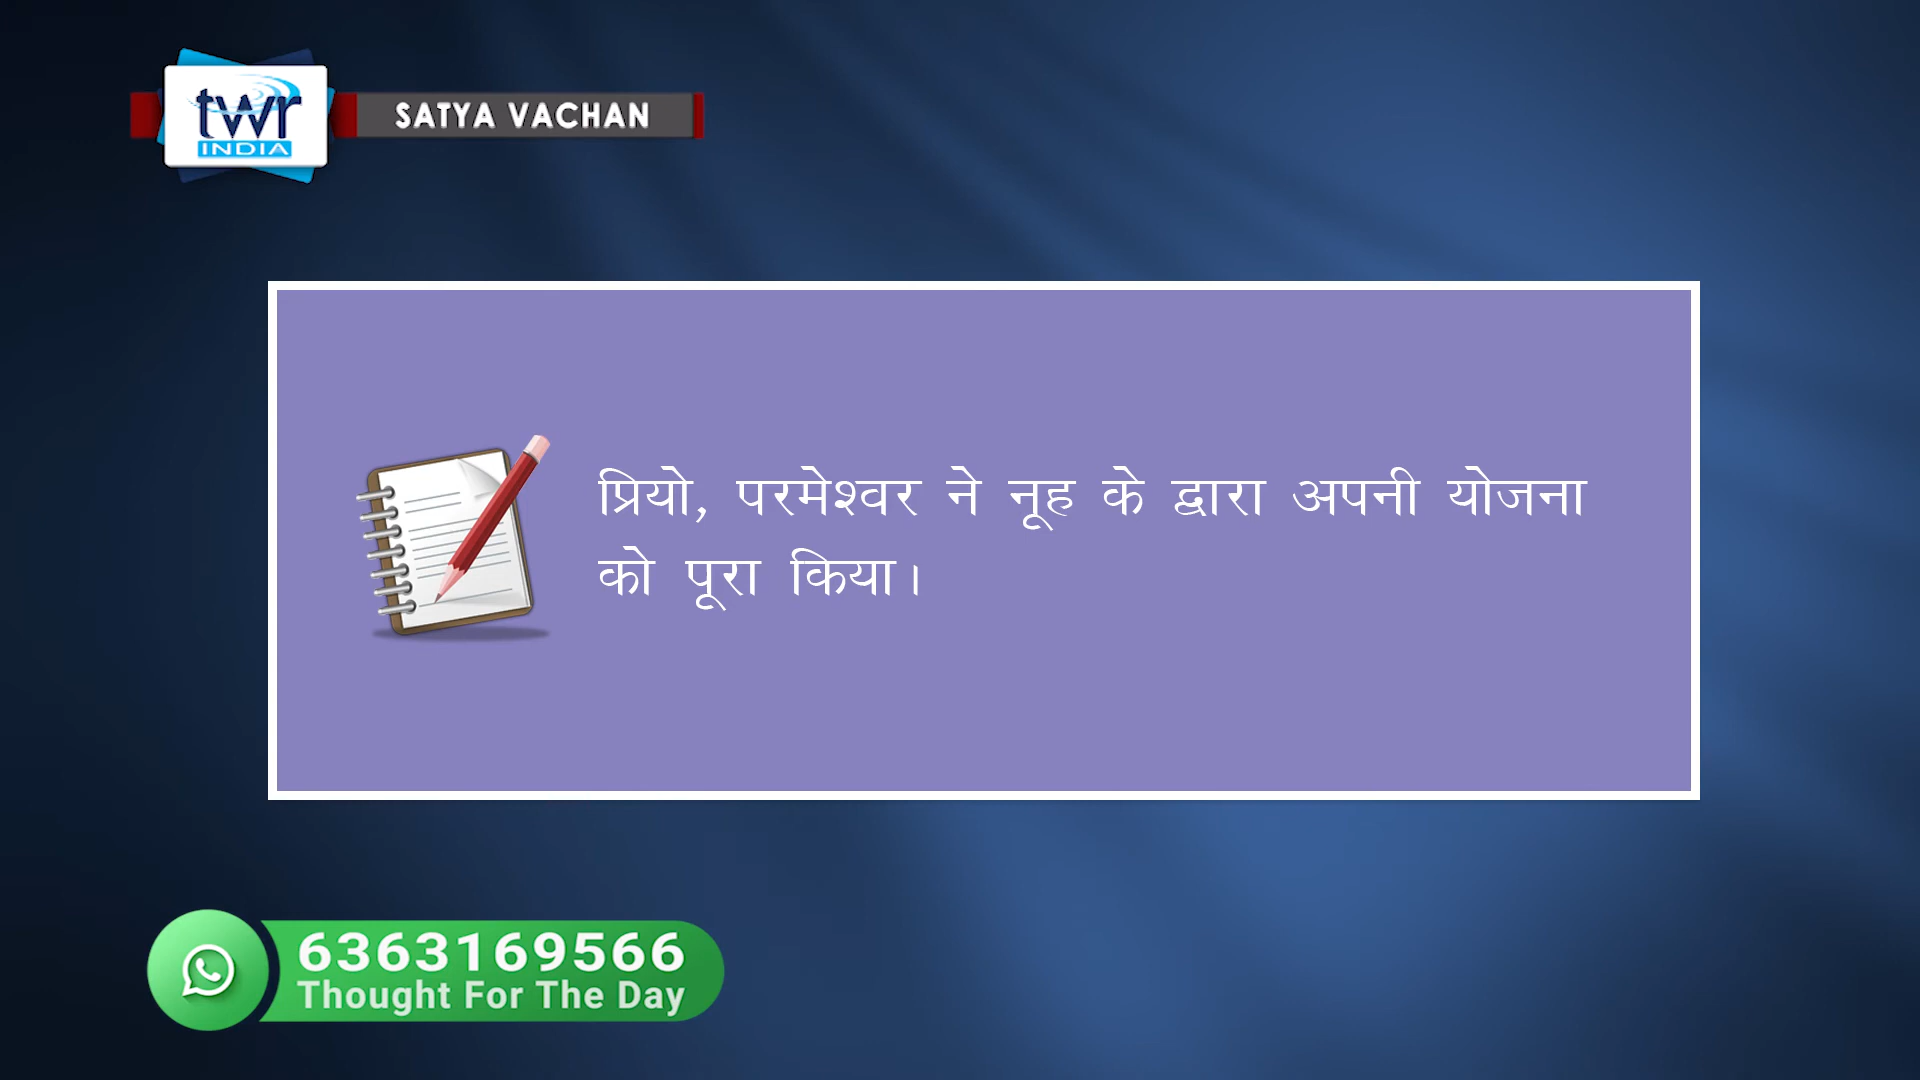 twr
INDIA
SATYA VACHAN
प्रियो, परमेश्वर ने नूह के द्वारा अपनी योजना
को पूरा किया।
6363169566
Thought For The Day